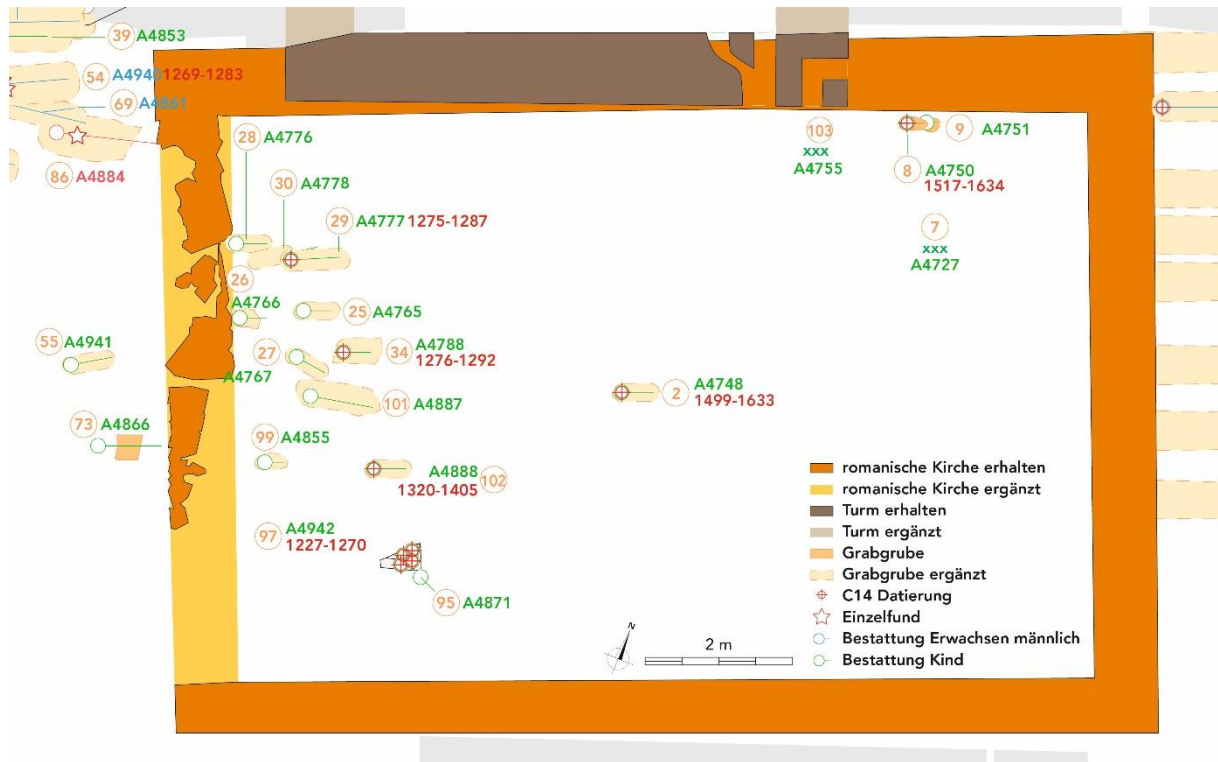 39 A4853
54 A4940 1269-1283
69 A4861
86 A4884
28 A4776
30 A4778
29 A4777 1275-1287
26
A4766
25 A4765
55 A4941
27
A4767
34 A4788
1276-1292
101 A4887
73 A4866
99 A4855
A4888
1320-1405 102
97 A4942
1227-1270
95 A4871
2 A4748
1499-1633
103
xxx
A4755
9 A4751
8 A4750
1517-1634
7
xxx
A4727
N
2 m
romanische Kirche erhalten
romanische Kirche ergänzt
Turm erhalten
Turm ergänzt
Grabgrube
Grabgrube ergänzt
C14 Datierung
Einzelfund
Bestattung Erwachsen männlich
Bestattung Kind